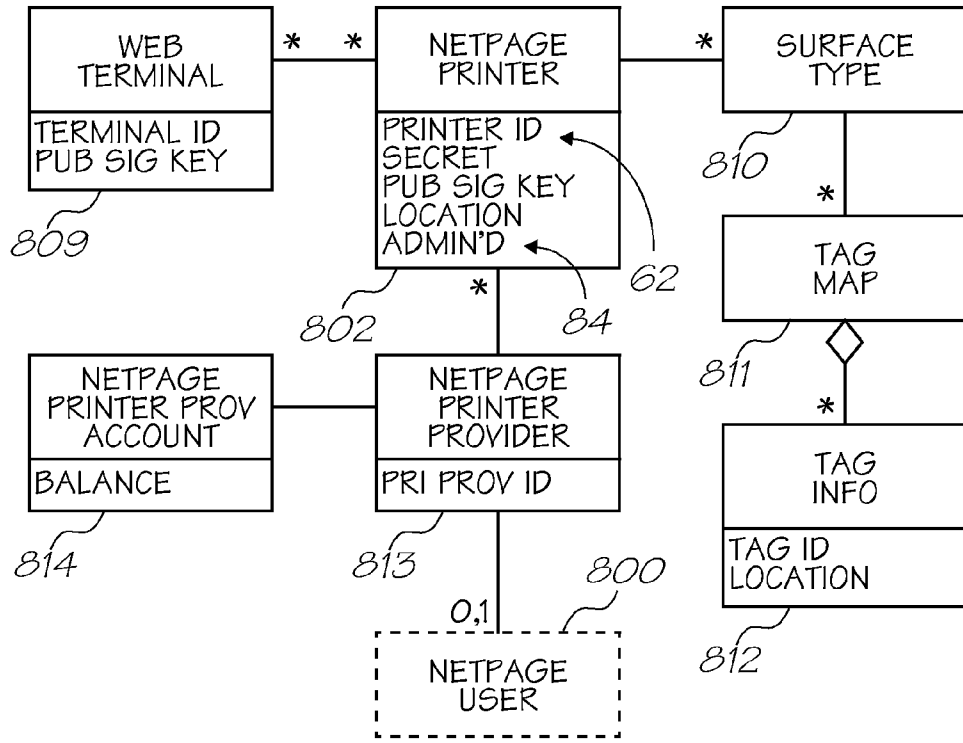 WEB
TERMINAL
TERMINAL ID
PUB SIG KEY
809
* *
NETPAGE
PRINTER
PRINTER ID
SECRET
PUB SIG KEY
LOCATION
ADMIN'D
802
62
84
*
SURFACE
TYPE
810
*
TAG
MAP
811
*
TAG
INFO
TAG ID
LOCATION
812
*
NETPAGE
PRINTER PROV
ACCOUNT
BALANCE
814
NETPAGE
PRINTER
PROVIDER
PRI PROV ID
813
800
0,1
NETPAGE
USER